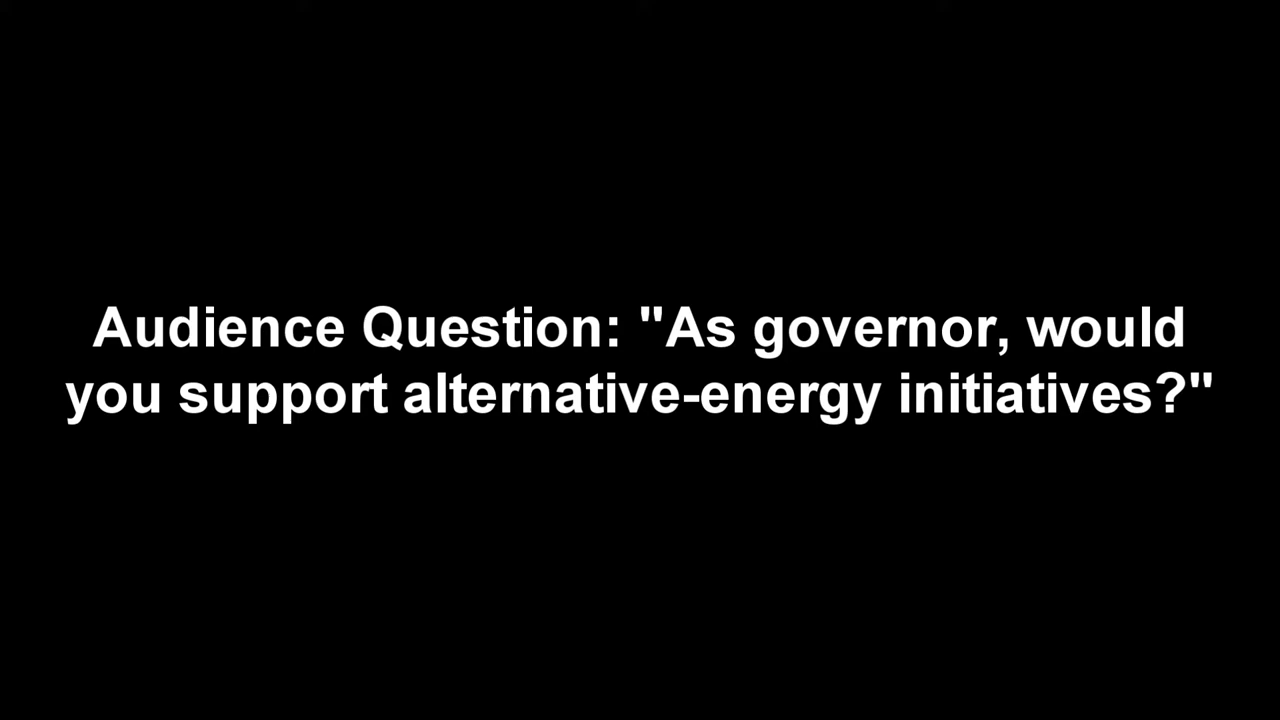 Audience Question: "As governor, would
you support alternative-energy initiatives?"